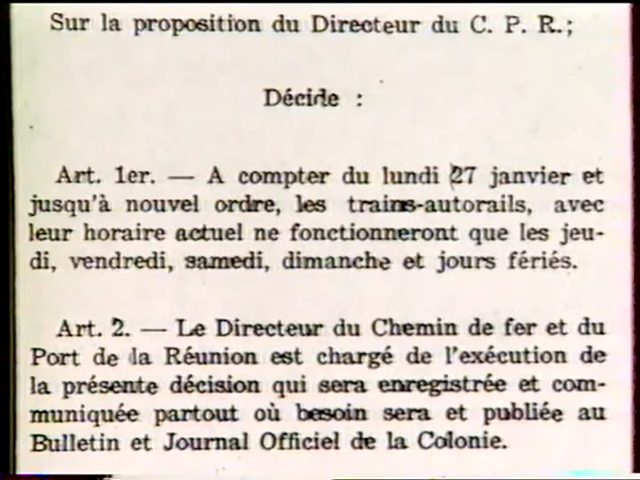 Sur la proposition du Directeur du C. P. R.;
Décide :
Art. 1er. — A compter du lundi 27 janvier et
jusqu'à nouvel ordre, les trains-autorails, avec
leur horaire actuel ne fonctionneront que les jeu-
di, vendredi, samedi, dimanche et jours fériés.
Art. 2. — Le Directeur du Chemin de fer et du
Port de la Réunion est chargé de l'exécution de
la présente décision qui sera enregistrée et com-
muniquée partout où besoin sera et publiée au
Bulletin et Journal Officiel de la Colonie.